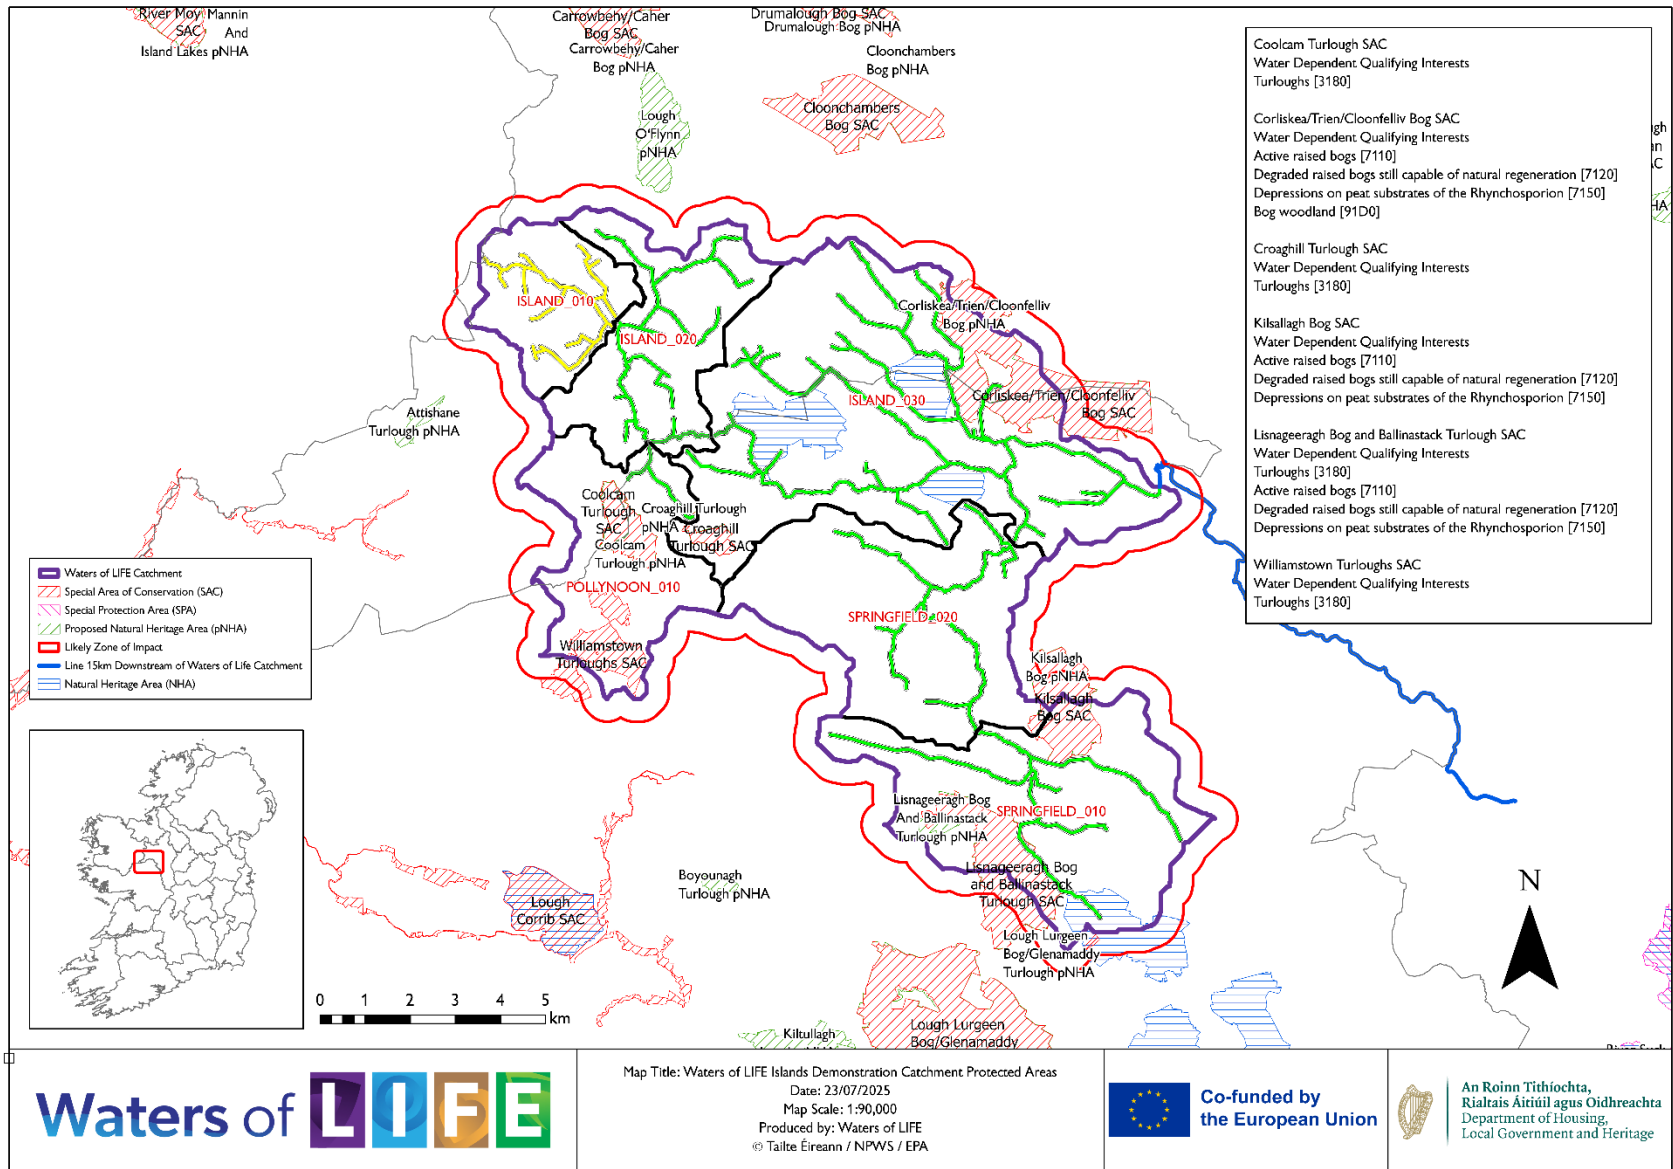 River Moy
SAC
Mannin
And
Island Lakes pNHA
Carrowbehy/Caher
Bog SAC
Carrowbehy/Caher
Bog pNHA
Drumalough Bog SAC
Drumalough Bog pNHA
Cloonchambers
Bog pNHA
Cloonchambers
Bog SAC
Lough
O'Flynn
pNHA
Coolcam Turlough SAC
Water Dependent Qualifying Interests
Turloughs [3180]
Corliskea/Trien/Cloonfelliv Bog SAC
Water Dependent Qualifying Interests
Active raised bogs [7110]
Degraded raised bogs still capable of natural regeneration [7120]
Depressions on peat substrates of the Rhynchosporion [7150]
Bog woodland [91D0]
Croaghill Turlough SAC
Water Dependent Qualifying Interests
Turloughs [3180]
Kilsallagh Bog SAC
Water Dependent Qualifying Interests
Active raised bogs [7110]
Degraded raised bogs still capable of natural regeneration [7120]
Depressions on peat substrates of the Rhynchosporion [7150]
Lisnageeragh Bog and Ballinastack Turlough SAC
Water Dependent Qualifying Interests
Turloughs [3180]
Active raised bogs [7110]
Degraded raised bogs still capable of natural regeneration [7120]
Depressions on peat substrates of the Rhynchosporion [7150]
Williamstown Turloughs SAC
Water Dependent Qualifying Interests
Turloughs [3180]
ISLAND_010
ISLAND_020
Corliskea/Trien/Cloonfelliv
Bog pNHA
ISLAND_030
Corliskea/Trien/Cloonfelliv
Bog SAC
Attishane
Turlough pNHA
Coolcam
Turlough
SAC
Coolcam
Turlough pNHA
Croaghill Turlough
pNHA
Croaghill
Turlough SAC
POLLYNOON_010
Williamstown
Turloughs SAC
SPRINGFIELD_020
Kilsallagh
Bog pNHA
Kilsallagh
Bog SAC
Lisnageeragh Bog
And Ballinastack
Turlough pNHA
SPRINGFIELD_010
Lisnageeragh Bog
and Ballinastack
Turlough SAC
Lough Lurgeen
Bog/Glenamaddy
Turlough pNHA
Boyounagh
Turlough pNHA
Lough
Corrib SAC
Kiltullagh
Lough Lurgeen
Bog/Glenamaddy
Waters of LIFE Catchment
Special Area of Conservation (SAC)
Special Protection Area (SPA)
Proposed Natural Heritage Area (pNHA)
Likely Zone of Impact
Line 15km Downstream of Waters of Life Catchment
Natural Heritage Area (NHA)
0 1 2 3 4 5
km
N
Waters of LIFE
Map Title: Waters of LIFE Islands Demonstration Catchment Protected Areas
Date: 23/07/2025
Map Scale: 1:90,000
Produced by: Waters of LIFE
© Tailte Éireann / NPWS / EPA
Co-funded by
the European Union
An Roinn Tithíochta,
Rialtais Áitiúil agus Oidhreachta
Department of Housing,
Local Government and Heritage